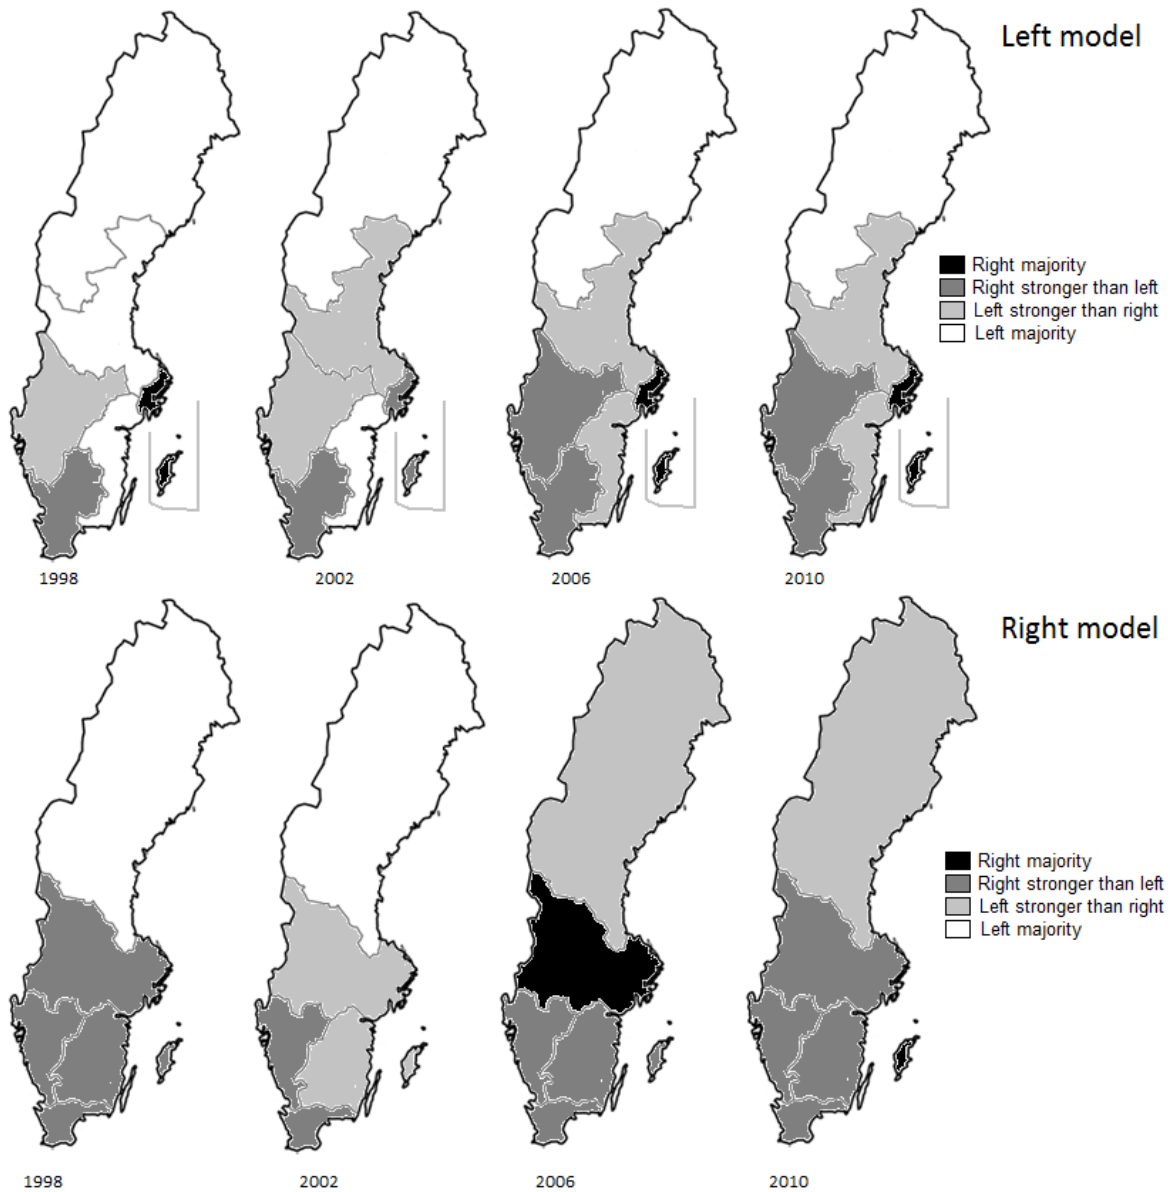 Left model
Right majority
Right stronger than left
Left stronger than right
Left majority
1998
2002
2006
2010
Right model
Right majority
Right stronger than left
Left stronger than right
Left majority
1998
2002
2006
2010